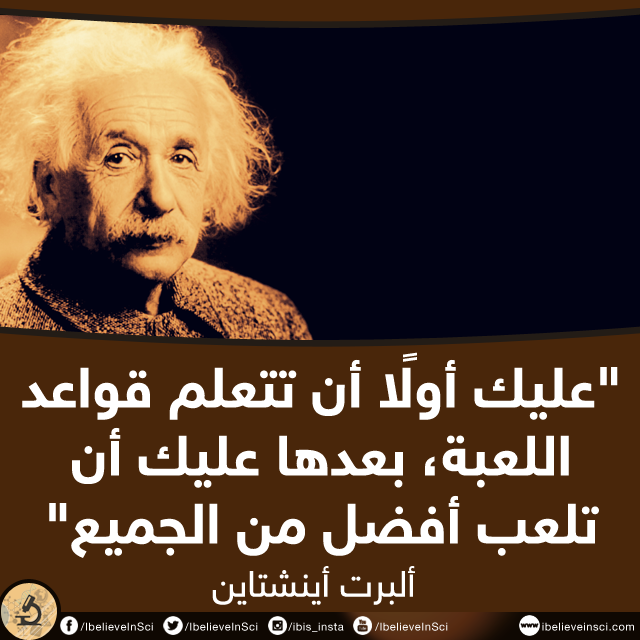 "عليك أولًا أن تتعلم قواعد
اللعبة، بعدها عليك أن
تلعب أفضل من الجميع"
ألبرت أينشتاين
/IbelieveInSci /IbelieveInSci /ibis_insta /IBelieveInSci www.ibelieveinsci.com